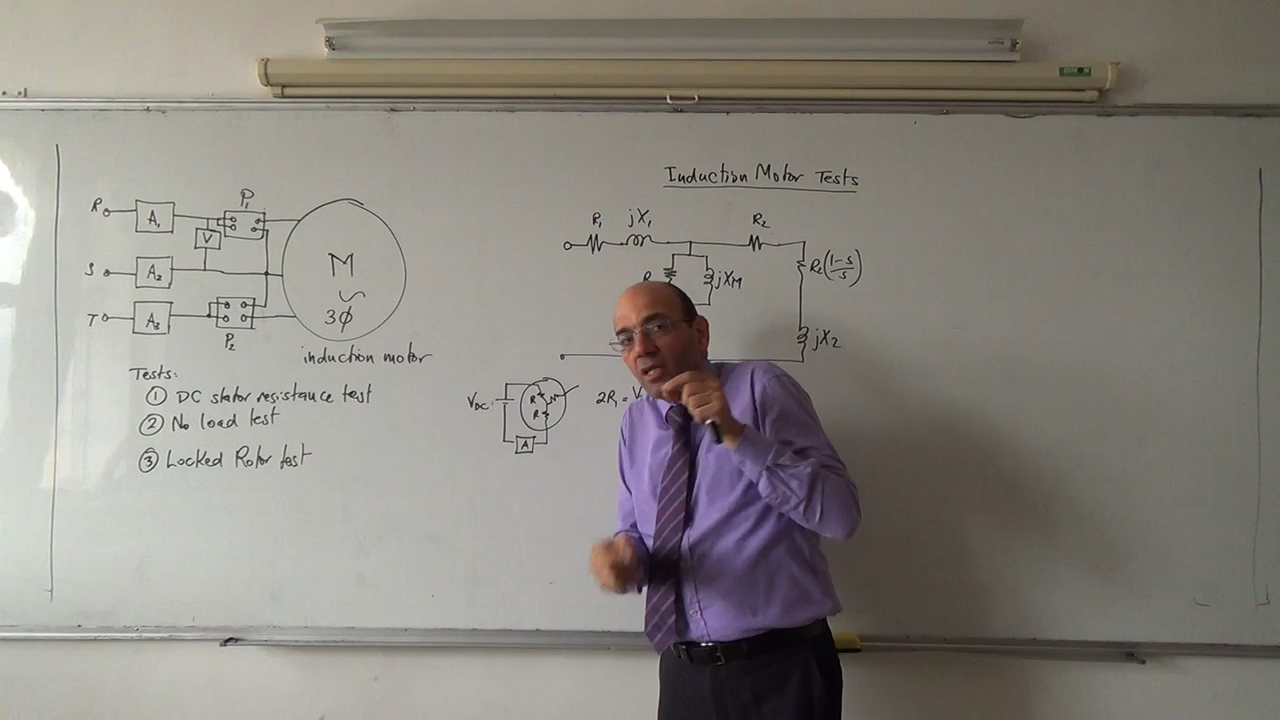 Induction Motor Tests
R
A1
P1
V
S
A2
T
A3
P2
M
3Ф
induction motor
Tests:
① DC stator resistance test
② No load test
③ Locked Rotor test
R1
jX1
R2
jXM
R2(1-s/s)
jX2
VDC
R
R
A
2R1 = V